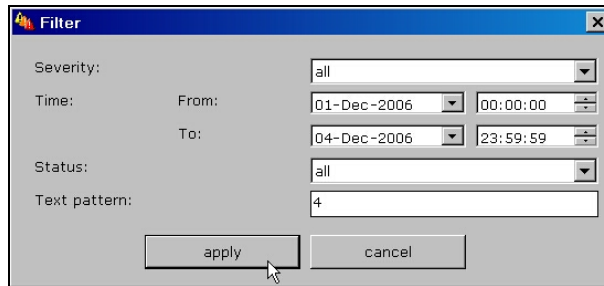 Filter
Severity: all
Time: From: 01-Dec-2006 00:00:00
To: 04-Dec-2006 23:59:59
Status: all
Text pattern: 4
apply cancel